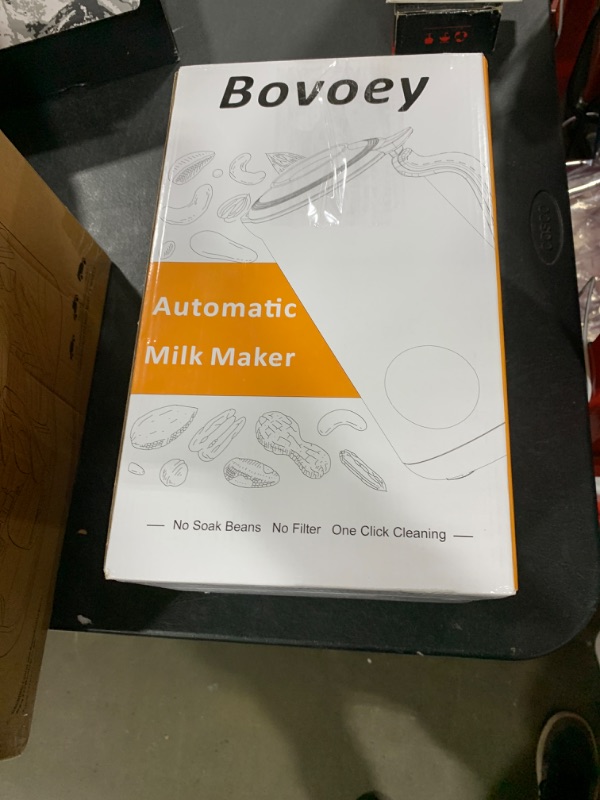 Bovoey
Automatic
Milk Maker
— No Soak Beans No Filter One Click Cleaning —